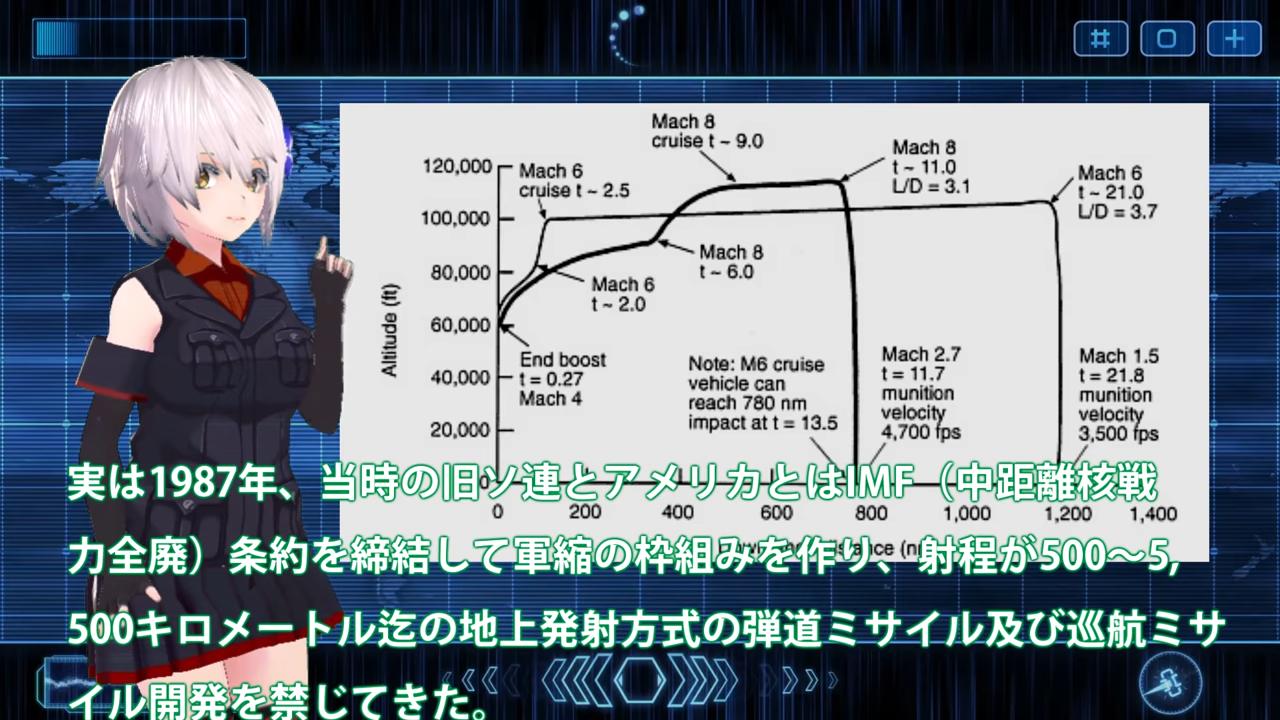 Mach 8
cruise t ~ 9.0
Mach 8
t ~ 11.0
L/D = 3.1
Mach 6
t ~ 21.0
L/D = 3.7
120,000
Mach 6
cruise t ~ 2.5
100,000
Mach 8
t ~ 6.0
80,000
Mach 6
t ~ 2.0
Altitude (ft)
60,000
End boost
t = 0.27
Mach 4
40,000
Note: M6 cruise
vehicle can
reach 780 nm
impact at t = 13.5
Mach 2.7
t = 11.7
munition
velocity
4,700 fps
Mach 1.5
t = 21.8
munition
velocity
3,500 fps
20,000
0
0 200 400 600 800 1,000 1,200 1,400
実は1987年、当時の旧ソ連とアメリカとはIMF（中距離核戦
力全廃）条約を締結して軍縮の枠組みを作り、射程が500～5,
500キロメートル迄の地上発射方式の弾道ミサイル及び巡航ミサ
イル開発を禁じてきた。